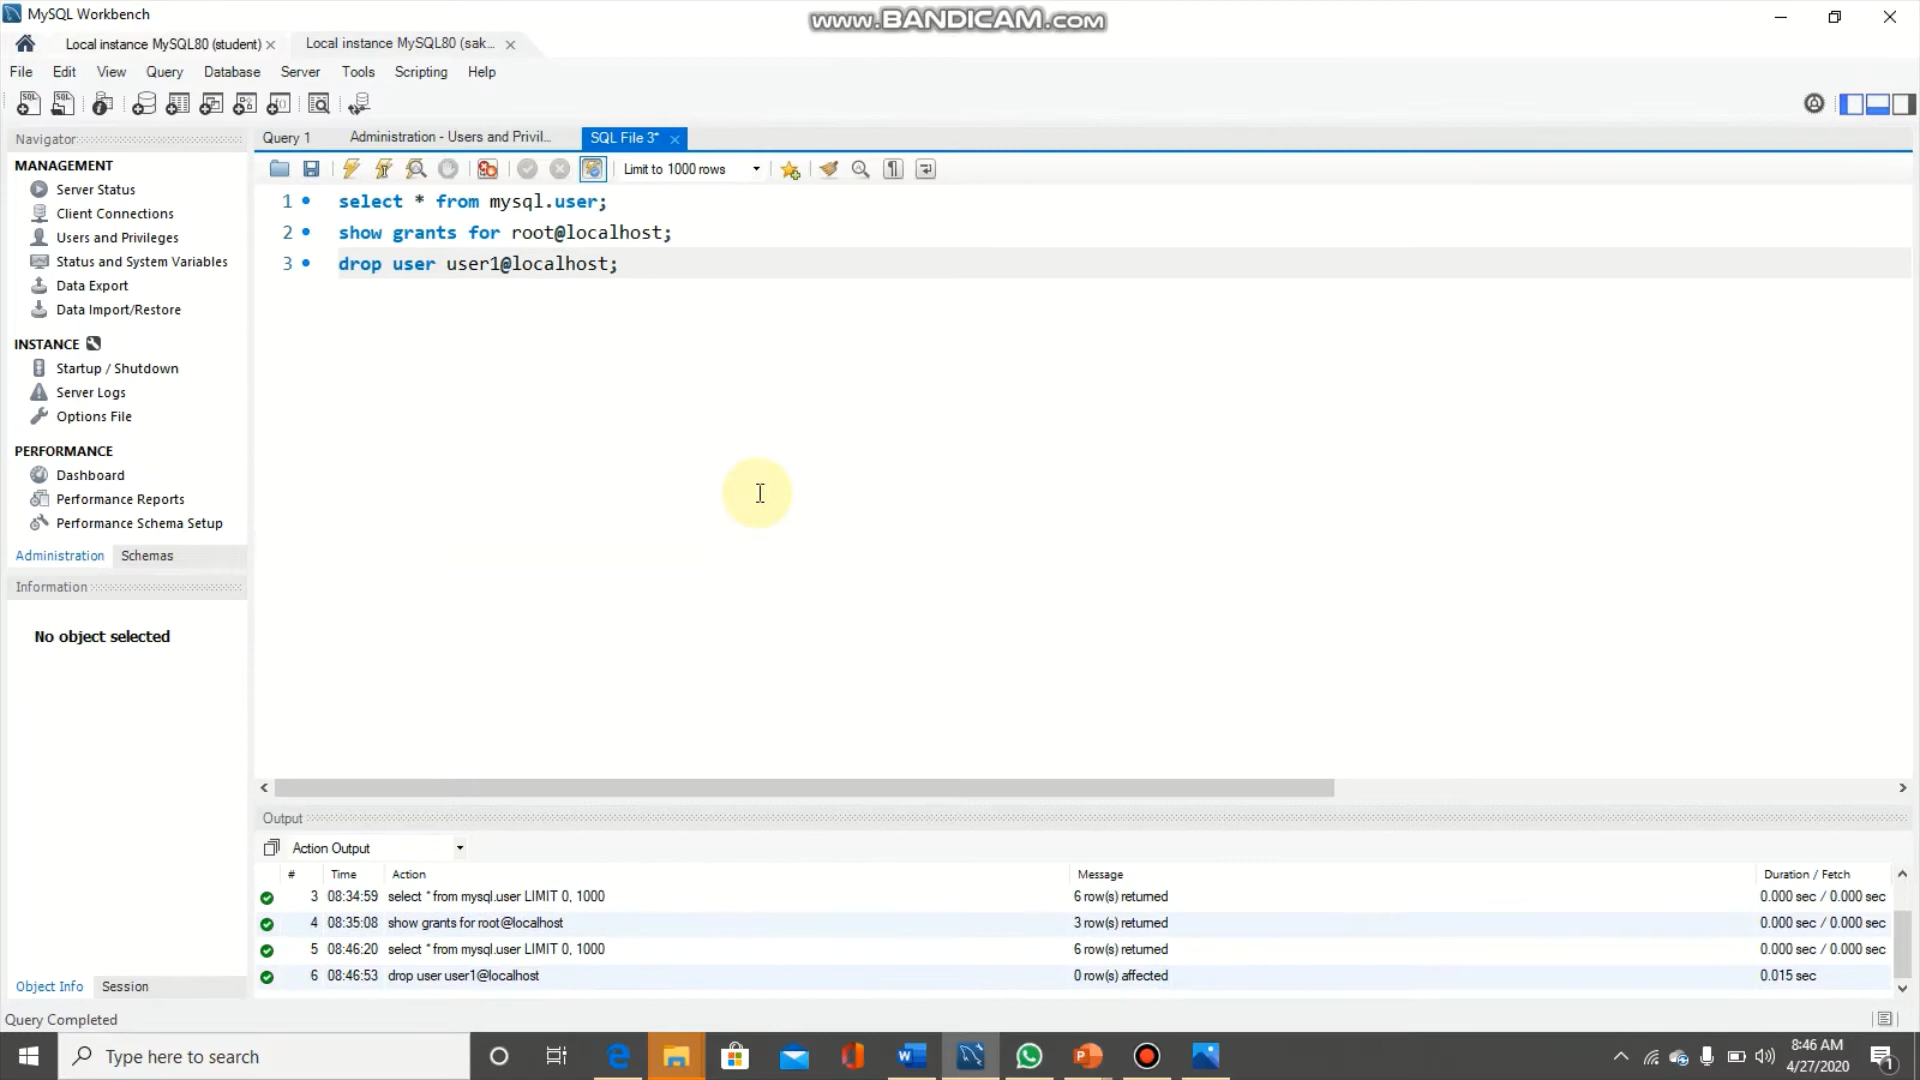 MySQL Workbench
www.BANDICAM.com
Local instance MySQL80 (student)
Local instance MySQL80 (sak...
File Edit View Query Database Server Tools Scripting Help
Navigator
Query 1
Administration - Users and Privil...
SQL File 3*
MANAGEMENT
Server Status
Client Connections
Users and Privileges
Status and System Variables
Data Export
Data Import/Restore
INSTANCE
Startup / Shutdown
Server Logs
Options File
PERFORMANCE
Dashboard
Performance Reports
Performance Schema Setup
Administration Schemas
Information
No object selected
Object Info Session
Limit to 1000 rows
1 select * from mysql.user;
2 show grants for root@localhost;
3 drop user user1@localhost;
Output
Action Output
# Time Action Message Duration / Fetch
3 08:34:59 select * from mysql.user LIMIT 0, 1000 6 row(s) returned 0.000 sec / 0.000 sec
4 08:35:08 show grants for root@localhost 3 row(s) returned 0.000 sec / 0.000 sec
5 08:46:20 select * from mysql.user LIMIT 0, 1000 6 row(s) returned 0.000 sec / 0.000 sec
6 08:46:53 drop user user1@localhost 0 row(s) affected 0.015 sec
Query Completed
Type here to search
8:46 AM
4/27/2020
1